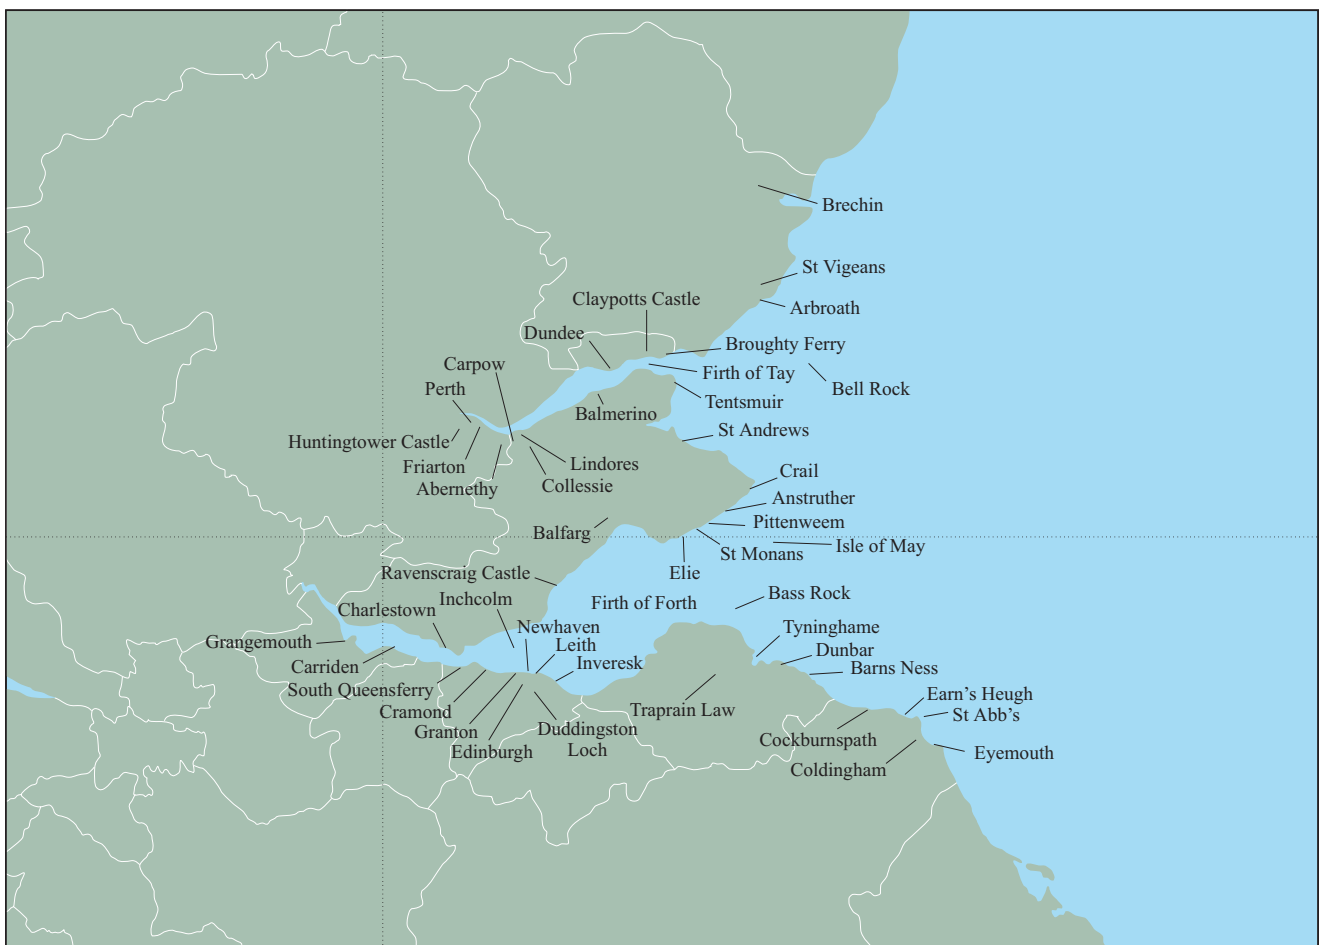 Brechin
St Vigeans
Claypotts Castle
Arbroath
Dundee
Broughty Ferry
Carpow
Firth of Tay
Perth
Bell Rock
Tentsmuir
Balmerino
St Andrews
Huntingtower Castle
Friarton
Lindores
Crail
Abernethy
Collessie
Anstruther
Pittenweem
Balfarg
Isle of May
St Monans
Ravenscraig Castle
Elie
Bass Rock
Inchcolm
Firth of Forth
Charlestown
Newhaven
Tyninghame
Grangemouth
Leith
Dunbar
Inveresk
Carriden
Barns Ness
South Queensferry
Earn's Heugh
Cramond
Traprain Law
St Abb's
Granton
Duddingston
Loch
Cockburnspath
Edinburgh
Eyemouth
Coldingham